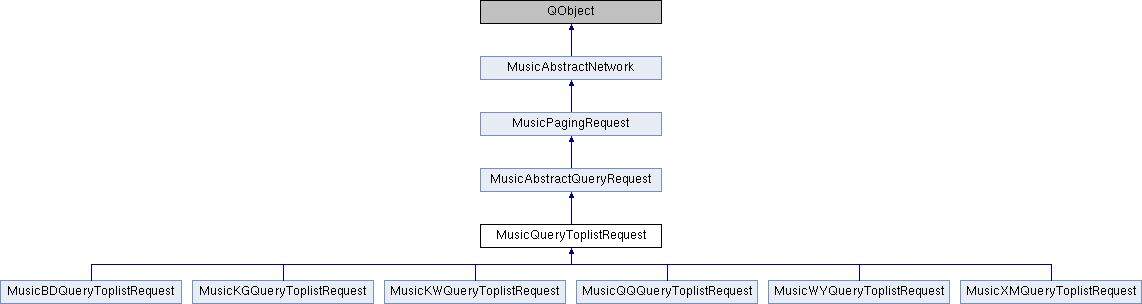 QObject
MusicAbstractNetwork
MusicPagingRequest
MusicAbstractQueryRequest
MusicQueryToplistRequest
MusicBDQueryToplistRequest
MusicKGQueryToplistRequest
MusicKWQueryToplistRequest
MusicQQQueryToplistRequest
MusicWYQueryToplistRequest
MusicXMQueryToplistRequest